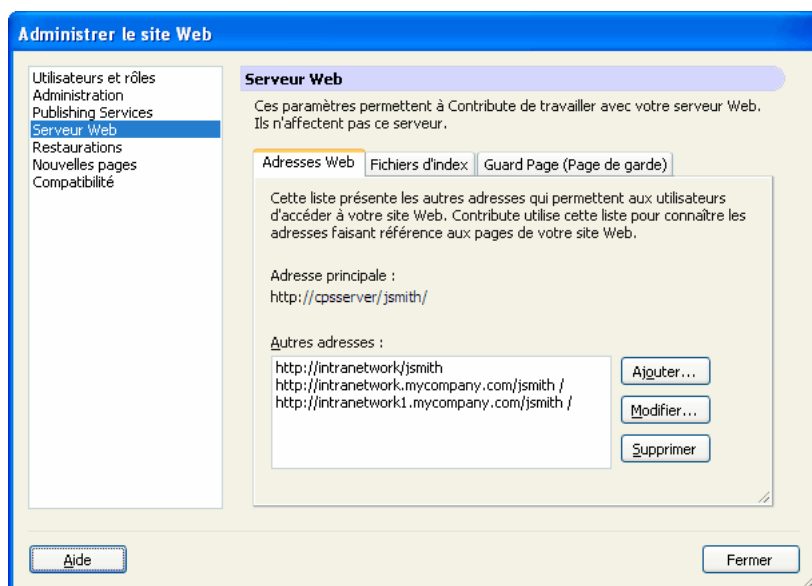 Administrer le site Web
Utilisateurs et rôles
Administration
Publishing Services
Serveur Web
Restaurations
Nouvelles pages
Compatibilité
Serveur Web
Ces paramètres permettent à Contribute de travailler avec votre serveur Web.
Ils n'affectent pas ce serveur.
Adresses Web
Fichiers d'index
Guard Page (Page de garde)
Cette liste présente les autres adresses qui permettent aux utilisateurs
d'accéder à votre site Web. Contribute utilise cette liste pour connaître les
adresses faisant référence aux pages de votre site Web.
Adresse principale :
http://cpsserver/jsmith/
Autres adresses :
http://intranetwork/jsmith
http://intranetwork.mycompany.com/jsmith /
http://intranetwork1.mycompany.com/jsmith /
Ajouter...
Modifier...
Supprimer
Aide
Fermer